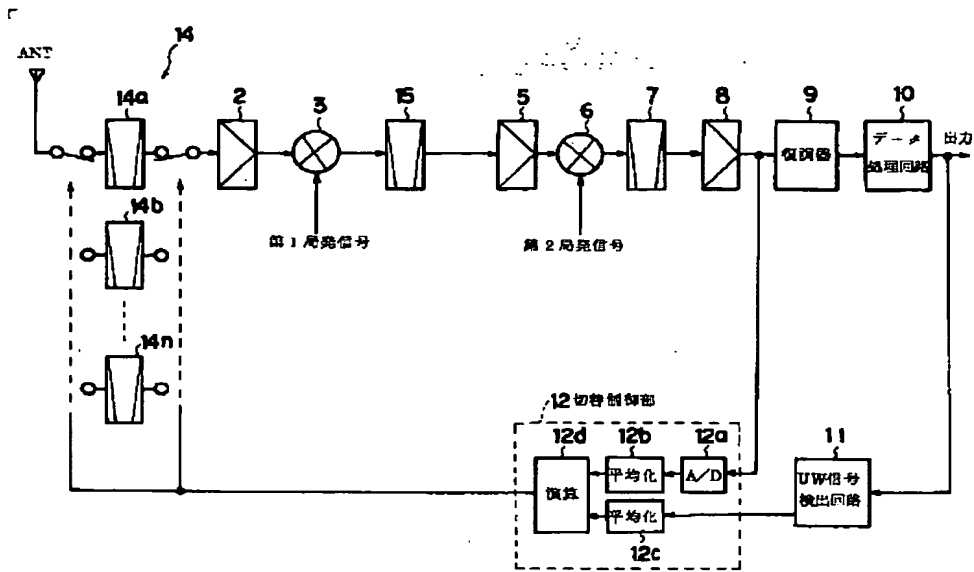 ANT
14
14a
2
3
15
5
6
7
8
9
復調器
10
データ
処理回路
出力
14b
第1局発信号
第2局発信号
14n
12 切替制御部
12d
演算
12b
平均化
12a
A/D
平均化
12c
11
UW信号
検出回路